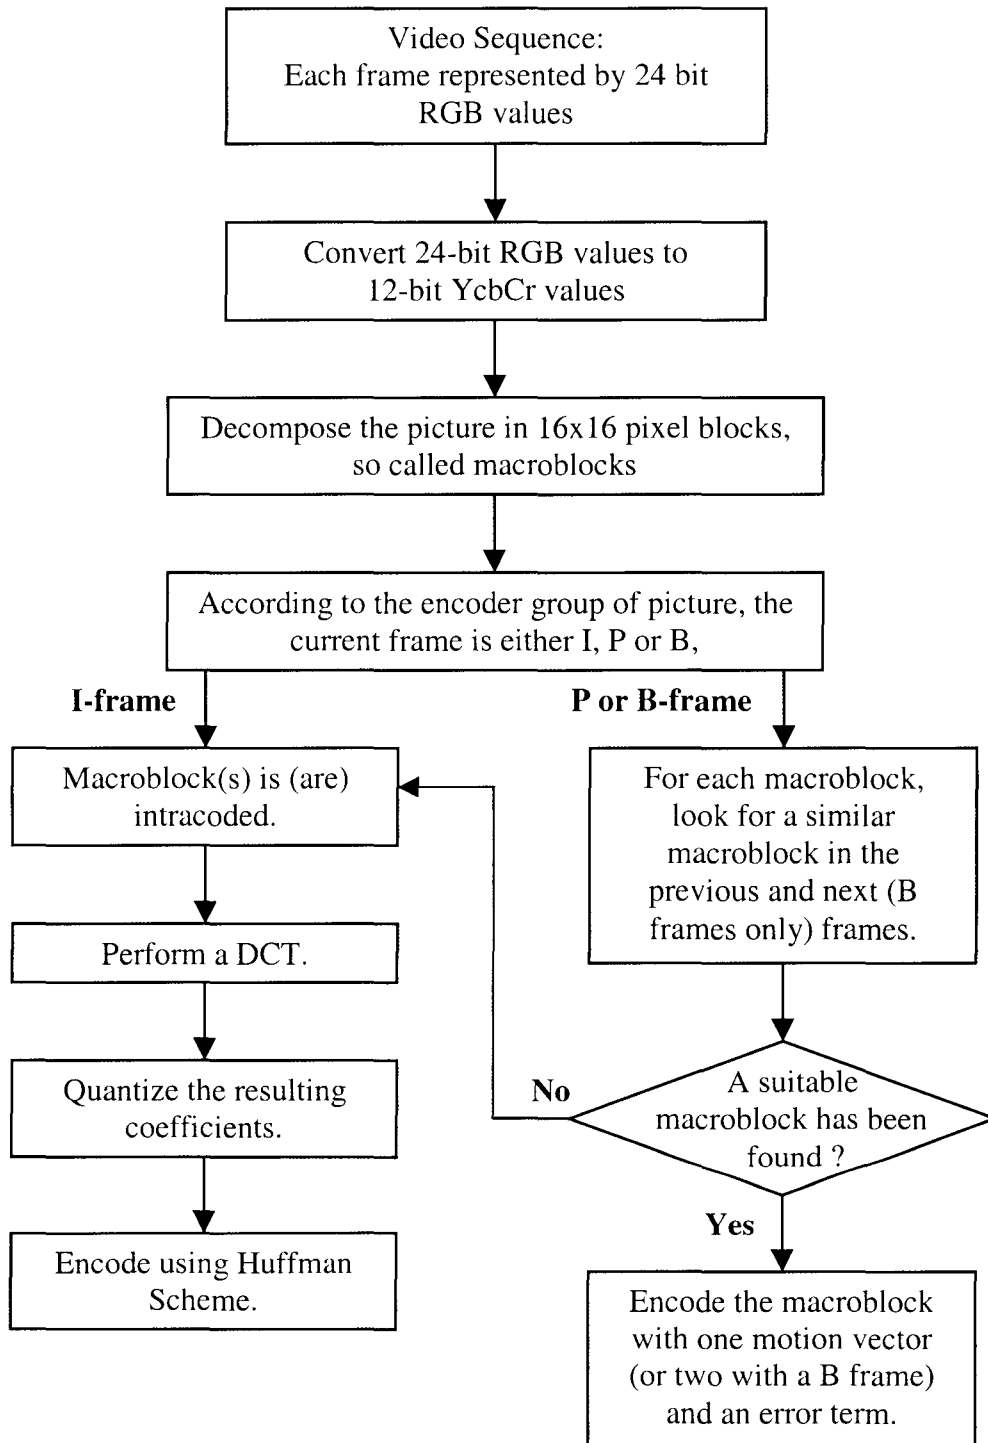 Video Sequence:
Each frame represented by 24 bit
RGB values
Convert 24-bit RGB values to
12-bit YcbCr values
Decompose the picture in 16x16 pixel blocks,
so called macroblocks
According to the encoder group of picture, the
current frame is either I, P or B,
I-frame
P or B-frame
Macroblock(s) is (are)
intracoded.
For each macroblock,
look for a similar
macroblock in the
previous and next (B
frames only) frames.
Perform a DCT.
Quantize the resulting
coefficients.
No
A suitable
macroblock has been
found ?
Yes
Encode using Huffman
Scheme.
Encode the macroblock
with one motion vector
(or two with a B frame)
and an error term.